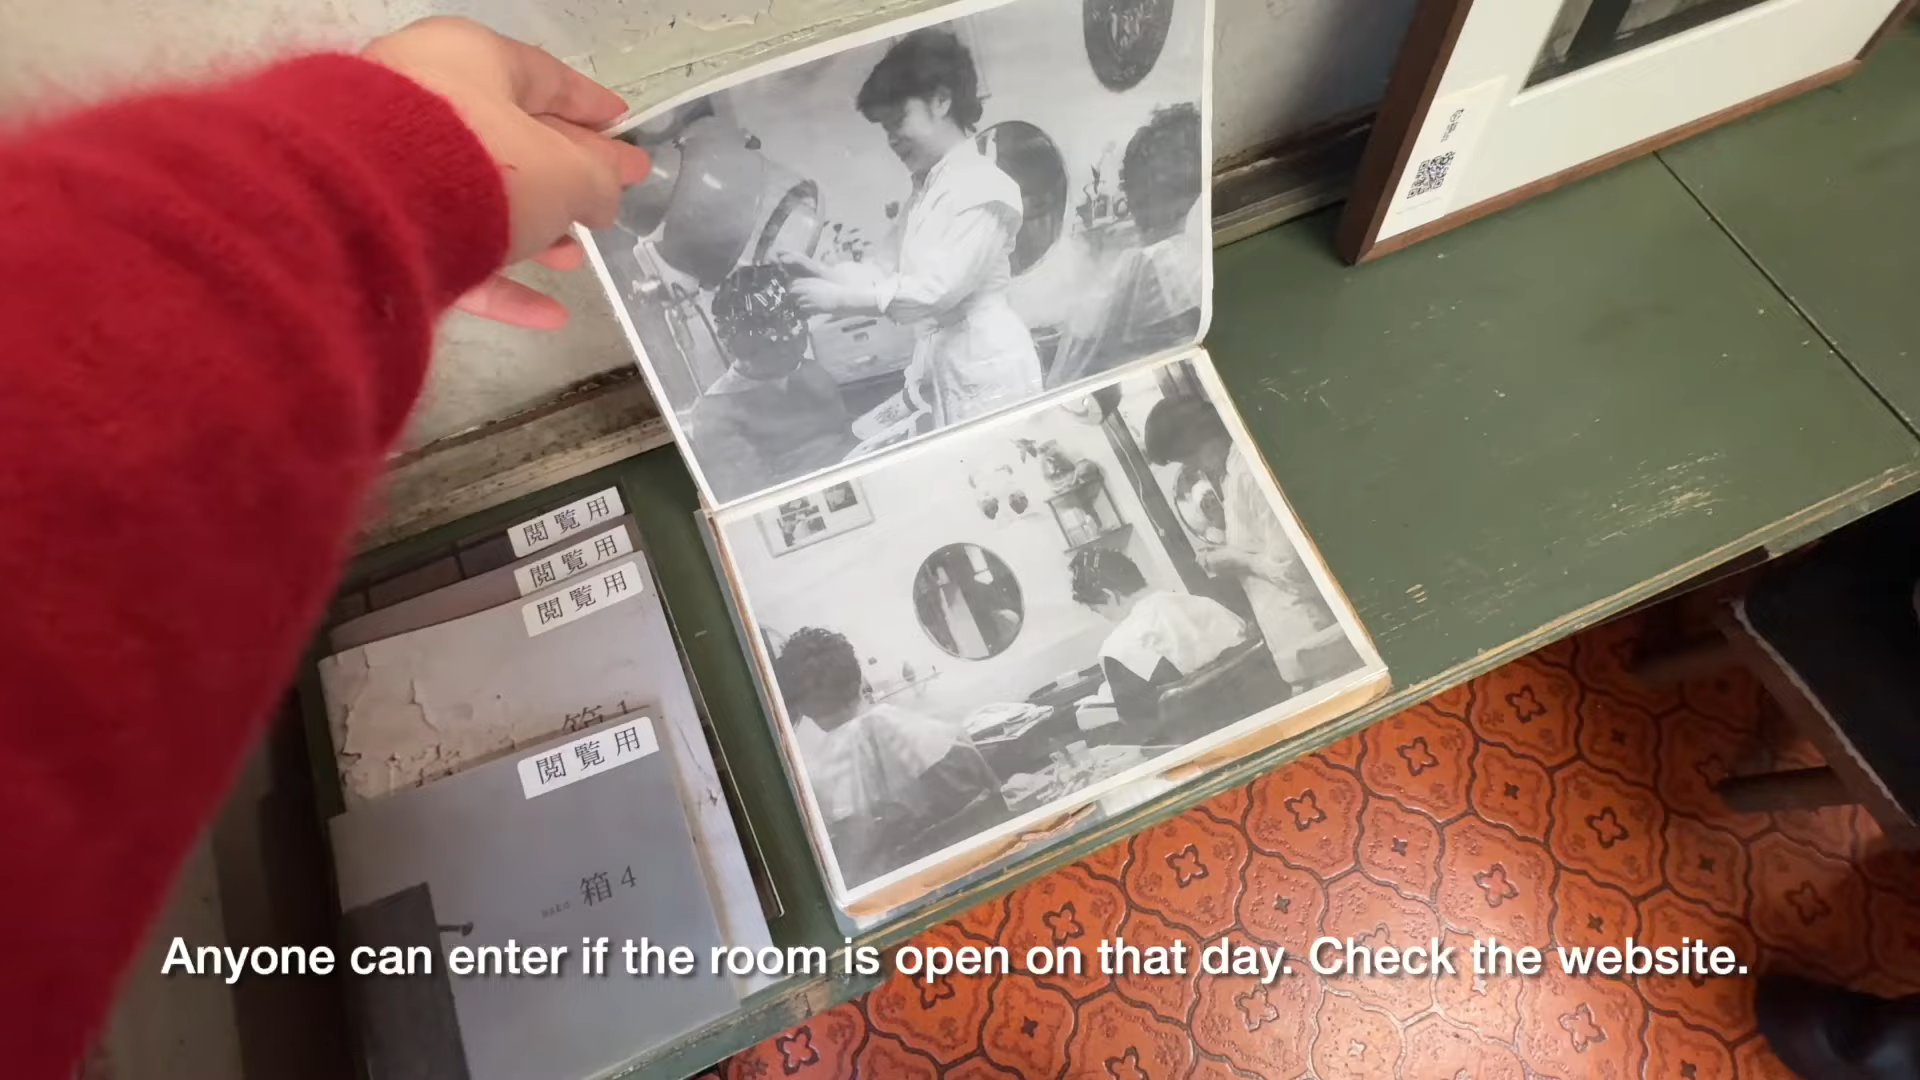 閲覧用
閲覧用
閲覧用
箱1
閲覧用
箱4
Anyone can enter if the room is open on that day. Check the website.